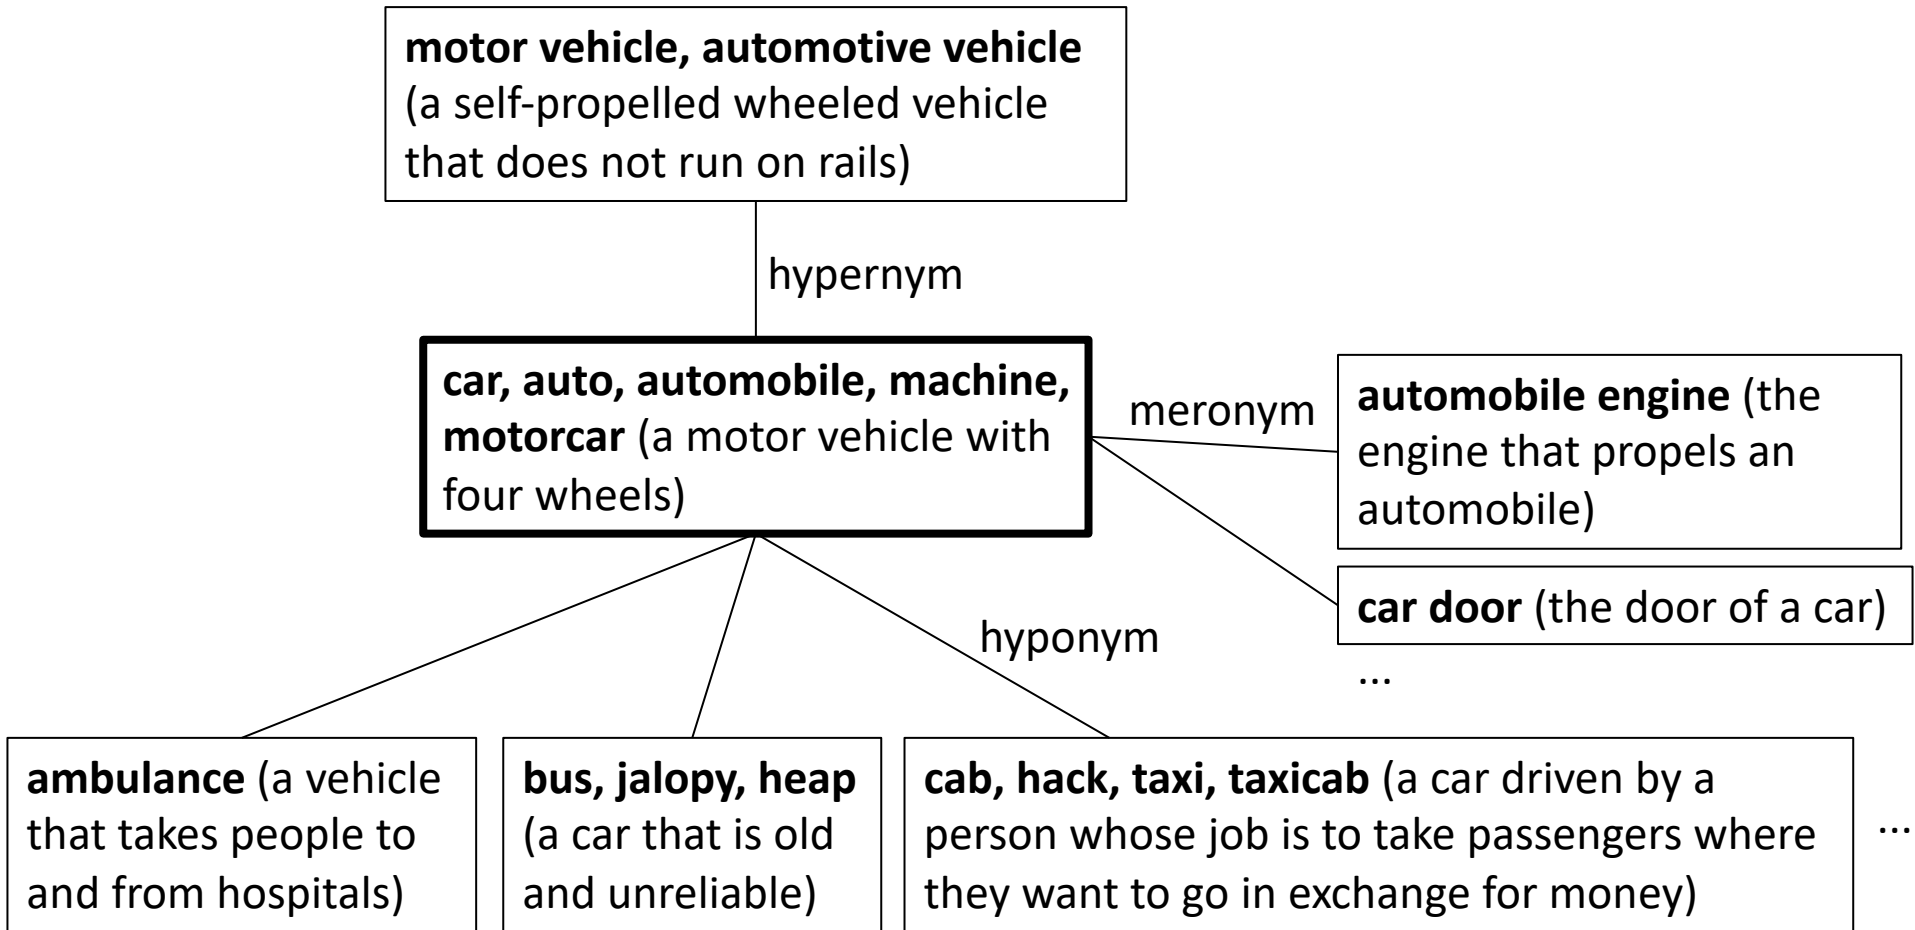 motor vehicle, automotive vehicle
(a self-propelled wheeled vehicle
that does not run on rails)
hypernym
car, auto, automobile, machine,
motorcar (a motor vehicle with
four wheels)
meronym
automobile engine (the
engine that propels an
automobile)
car door (the door of a car)
...
hyponym
ambulance (a vehicle
that takes people to
and from hospitals)
bus, jalopy, heap
(a car that is old
and unreliable)
cab, hack, taxi, taxicab (a car driven by a
person whose job is to take passengers where
they want to go in exchange for money)
...